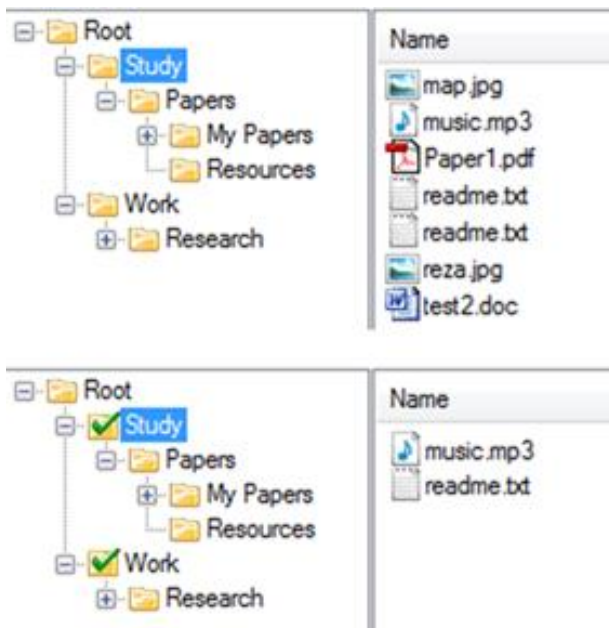 Root
Study
Papers
My Papers
Resources
Work
Research
Name
map.jpg
music.mp3
Paper1.pdf
readme.txt
readme.txt
reza.jpg
test2.doc
Root
Study
Papers
My Papers
Resources
Work
Research
Name
music.mp3
readme.txt